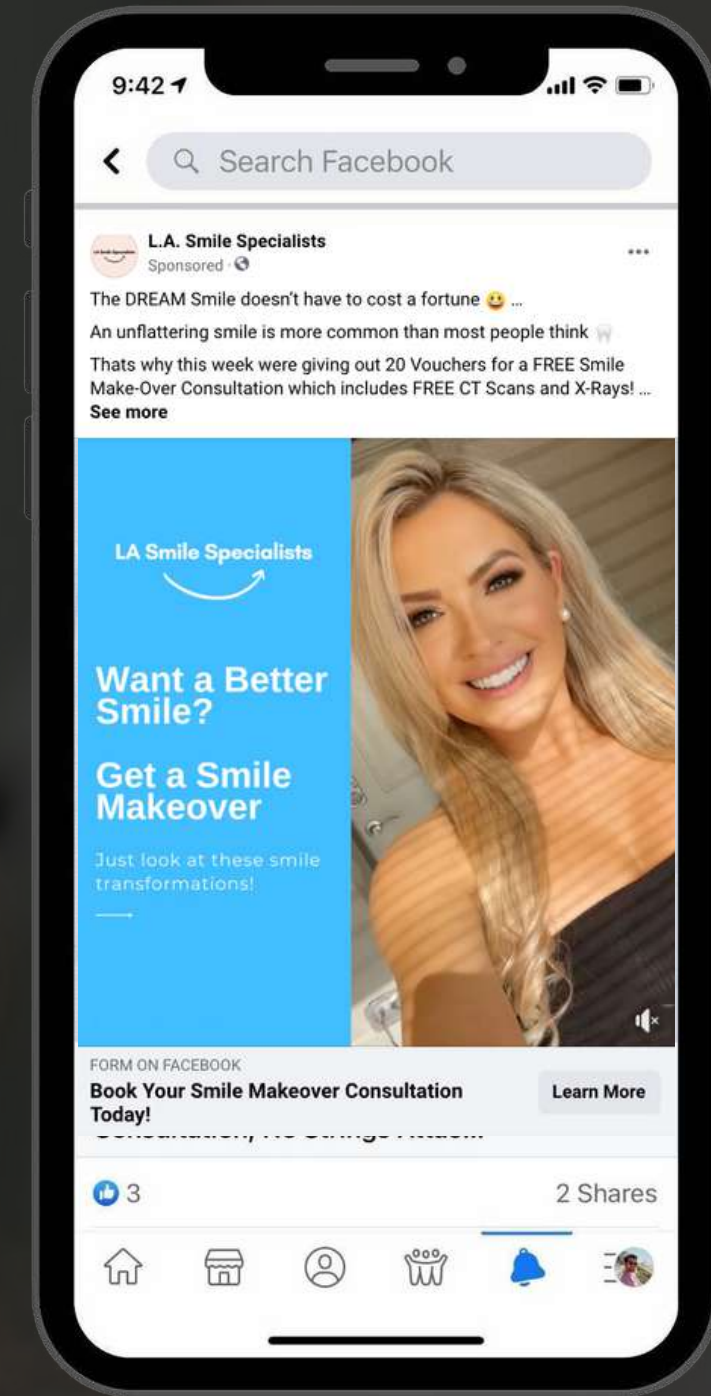 9:42
Search Facebook
L.A. Smile Specialists
Sponsored
The DREAM Smile doesn't have to cost a fortune 😃 ...
An unflattering smile is more common than most people think 🦷
Thats why this week were giving out 20 Vouchers for a FREE Smile
Make-Over Consultation which includes FREE CT Scans and X-Rays! ...
See more
LA Smile Specialists
Want a Better
Smile?
Get a Smile
Makeover
Just look at these smile
transformations!
FORM ON FACEBOOK
Book Your Smile Makeover Consultation
Today!
Learn More
3
2 Shares